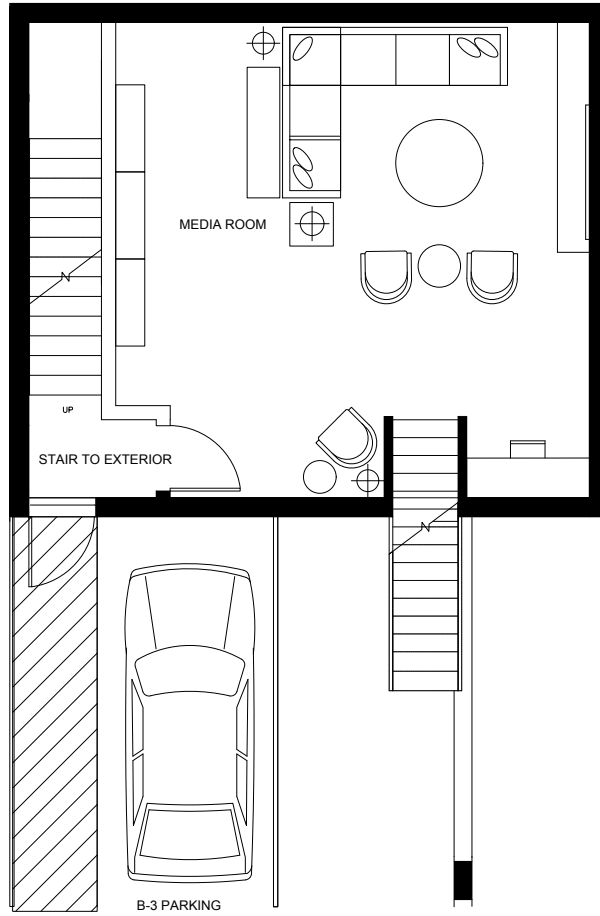 MEDIA ROOM
N
UP
STAIR TO EXTERIOR
N
B-3 PARKING